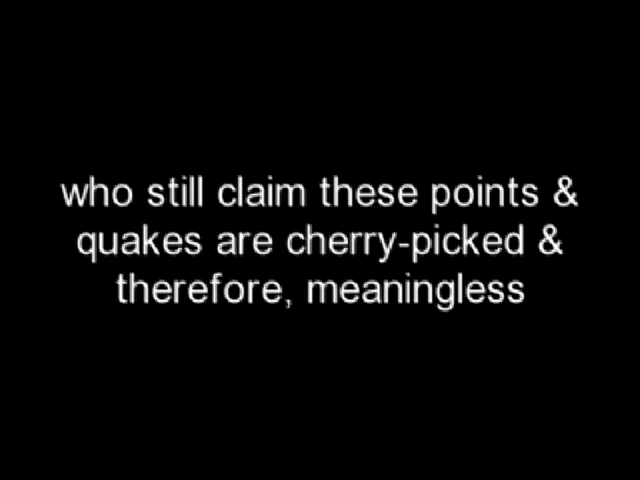 who still claim these points &
quakes are cherry-picked &
therefore, meaningless